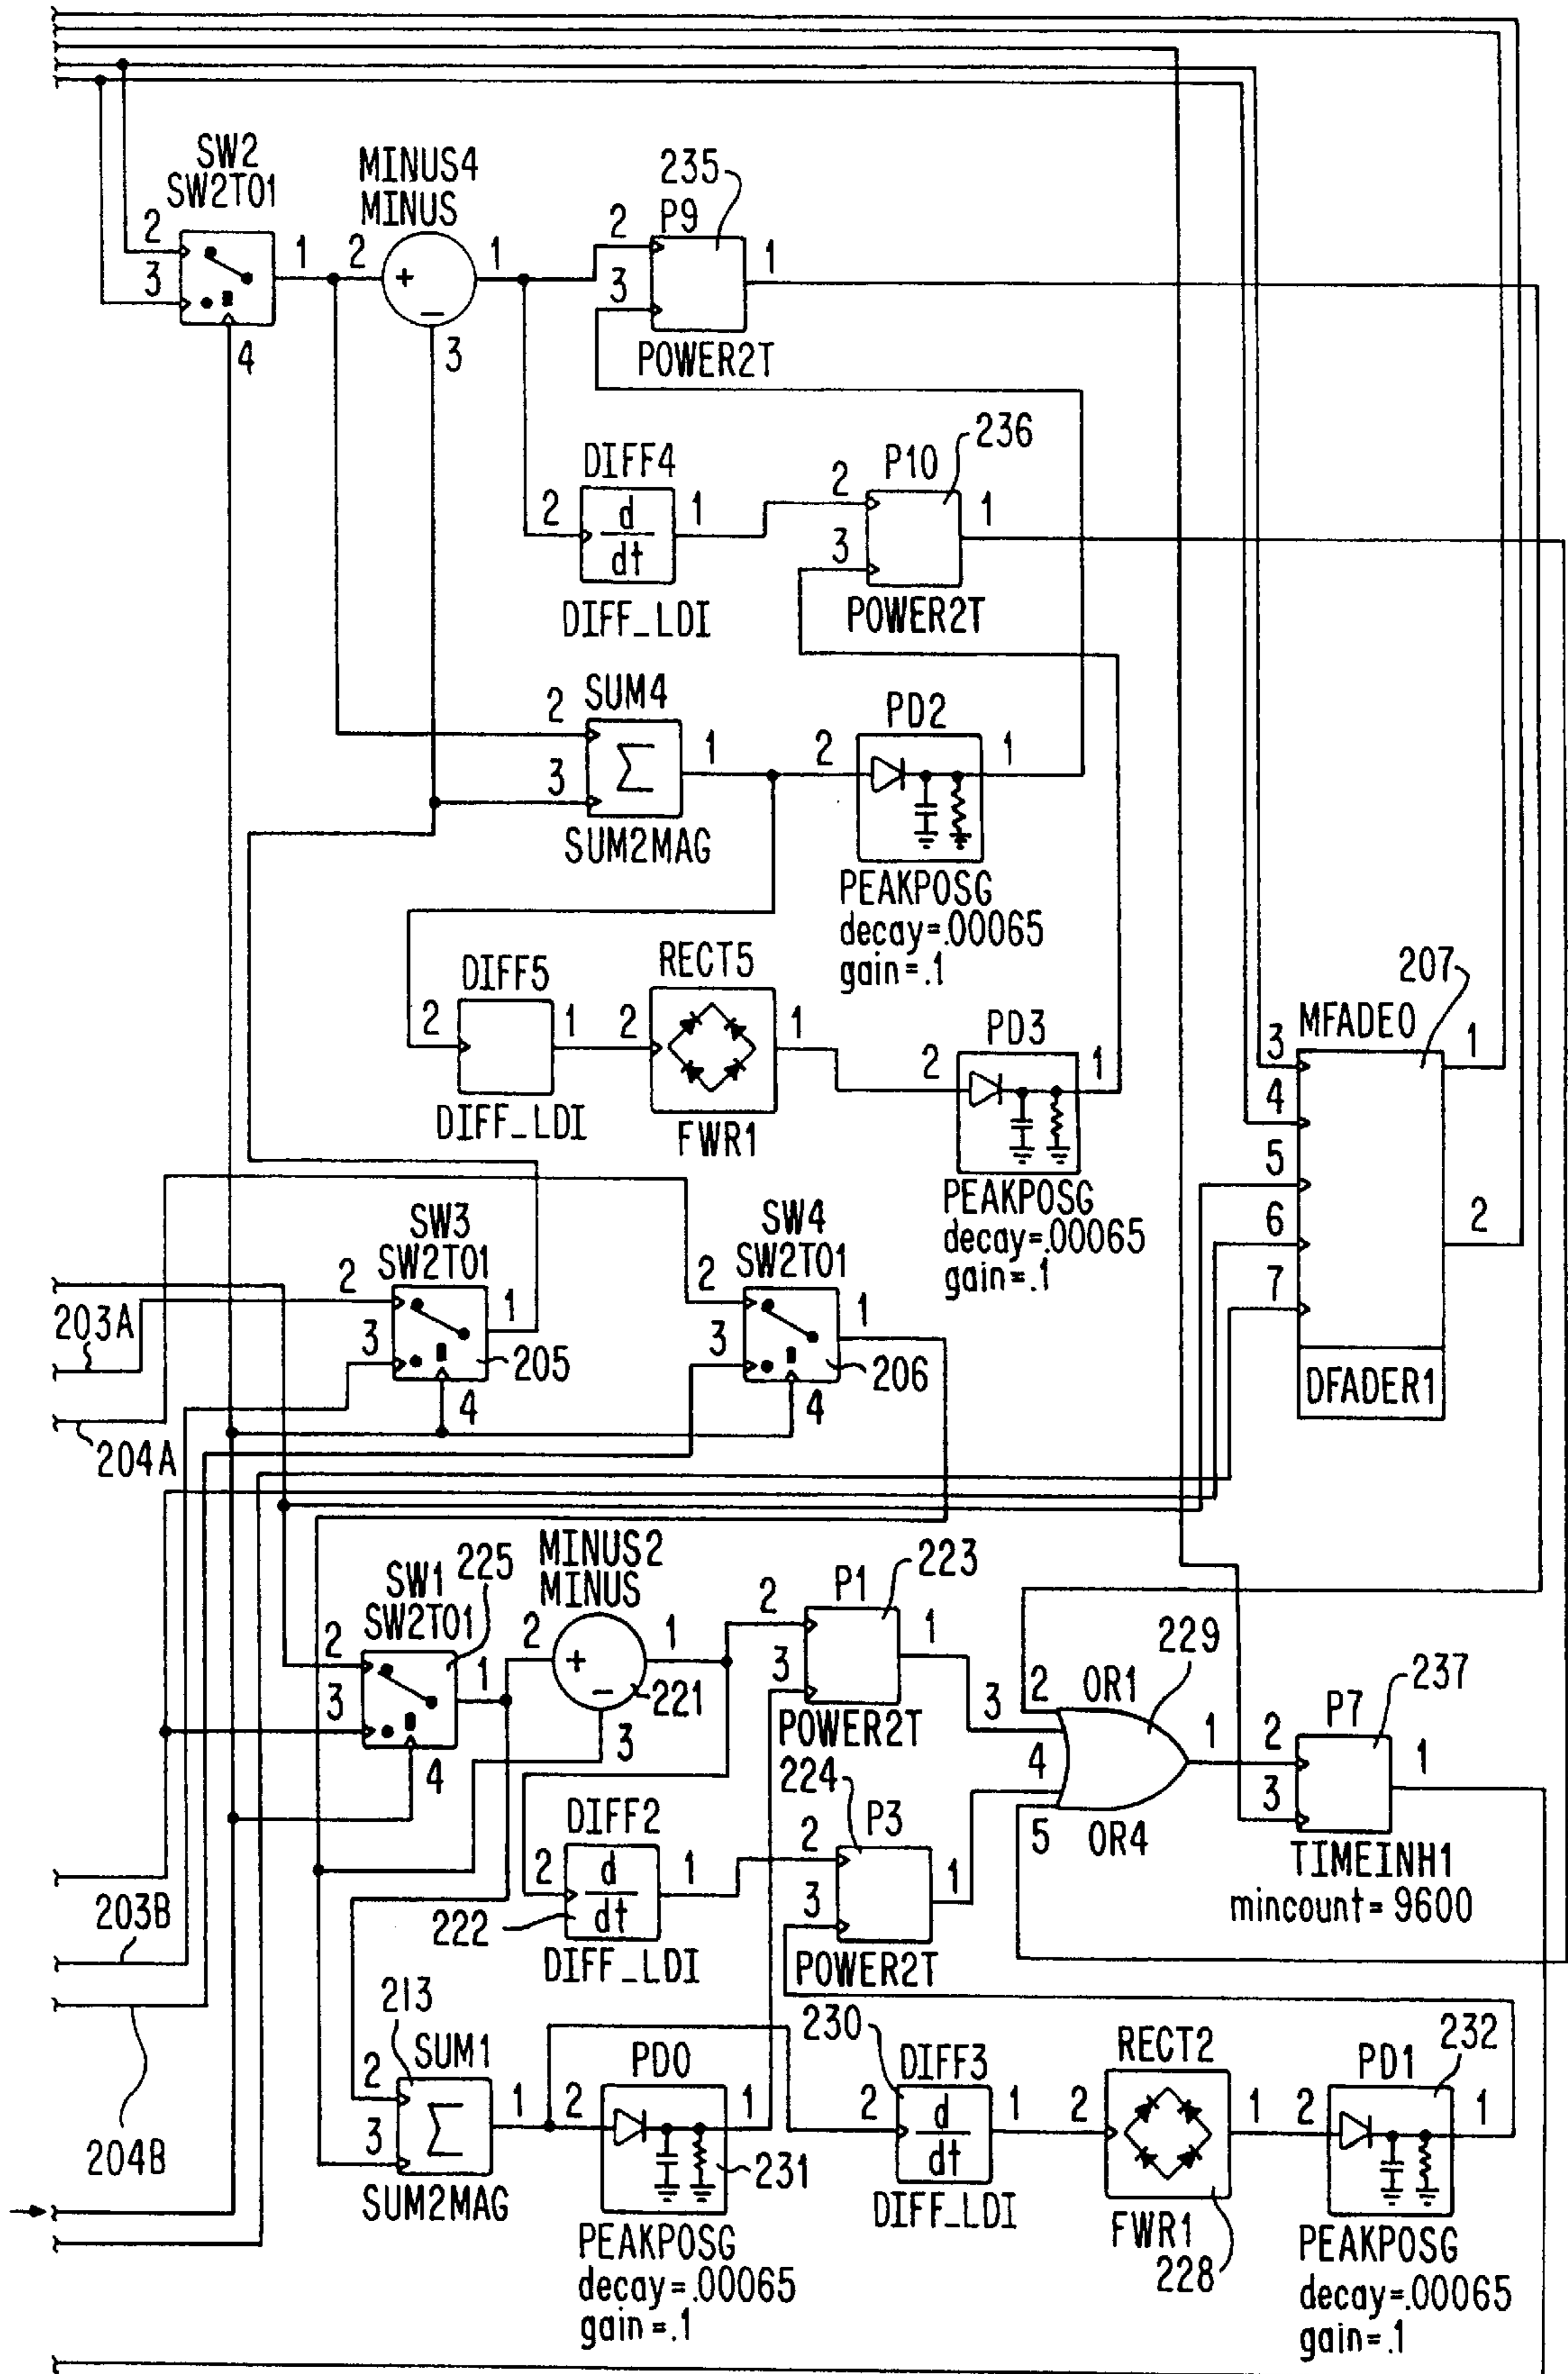 SW2
SW2TO1
2
3
1
4
MINUS4
MINUS
2
+
−
1
3
235
P9
2
3
1
POWER2T
DIFF4
2
d
dt
1
DIFF_LDI
236
P10
2
3
1
POWER2T
SUM4
2
3
Σ
1
SUM2MAG
PD2
2
1
PEAKPOSG
decay=.00065
gain=.1
DIFF5
2
1
DIFF_LDI
RECT5
2
1
FWR1
PD3
2
1
PEAKPOSG
decay=.00065
gain=.1
207
MFADE0
3
4
5
6
7
1
2
DFADER1
203A
204A
SW3
SW2TO1
2
3
1
205
4
SW4
SW2TO1
2
3
1
206
4
SW1
225
SW2TO1
2
3
1
4
MINUS2
MINUS
2
+
−
1
221
3
P1
223
2
3
1
POWER2T
224
P3
2
3
1
POWER2T
DIFF2
2
d
dt
1
222
DIFF_LDI
229
2
OR1
3
4
5
OR4
1
237
P7
2
3
1
TIMEINH1
mincount= 9600
203B
204B
213
SUM1
2
3
Σ
1
SUM2MAG
PD0
2
1
231
PEAKPOSG
decay=.00065
gain=.1
230
DIFF3
2
d
dt
1
DIFF_LDI
RECT2
2
1
FWR1
228
PD1
232
2
1
PEAKPOSG
decay=.00065
gain=.1